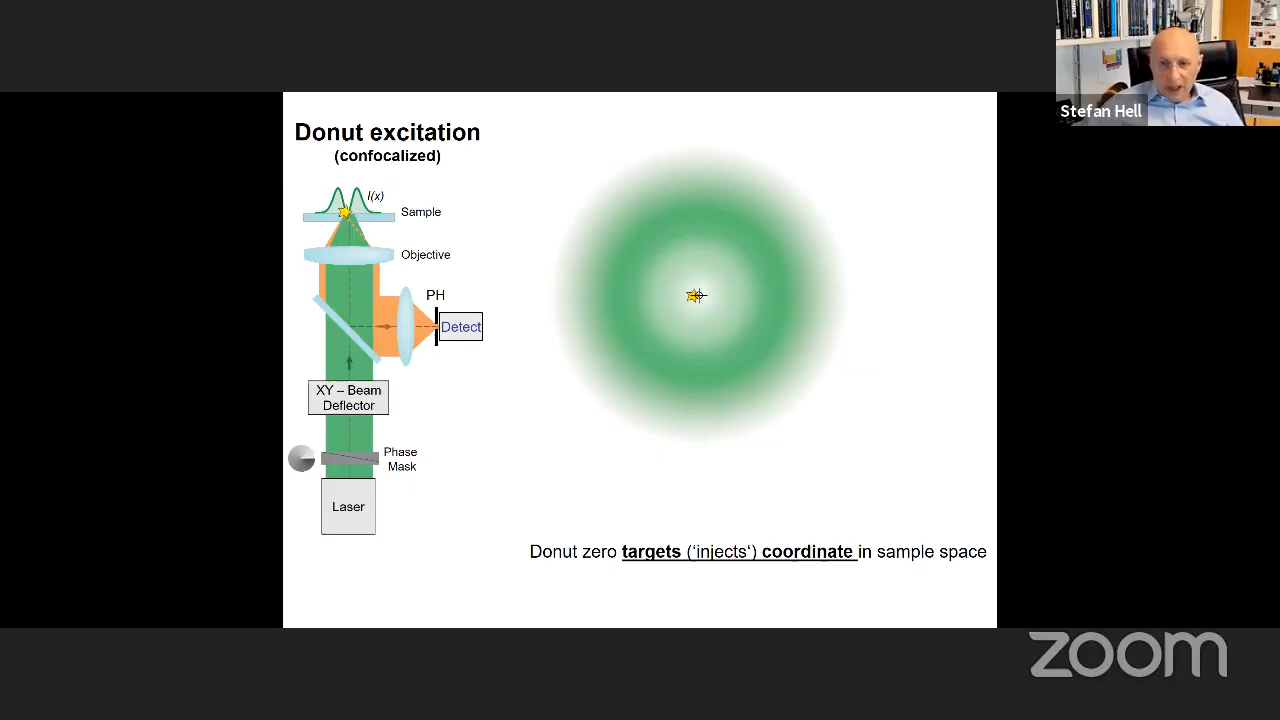 Stefan Hell
Donut excitation
(confocalized)
I(x)
Sample
Objective
PH
Detect
XY – Beam
Deflector
Phase
Mask
Laser
Donut zero targets (‘injects‘) coordinate in sample space
zoom